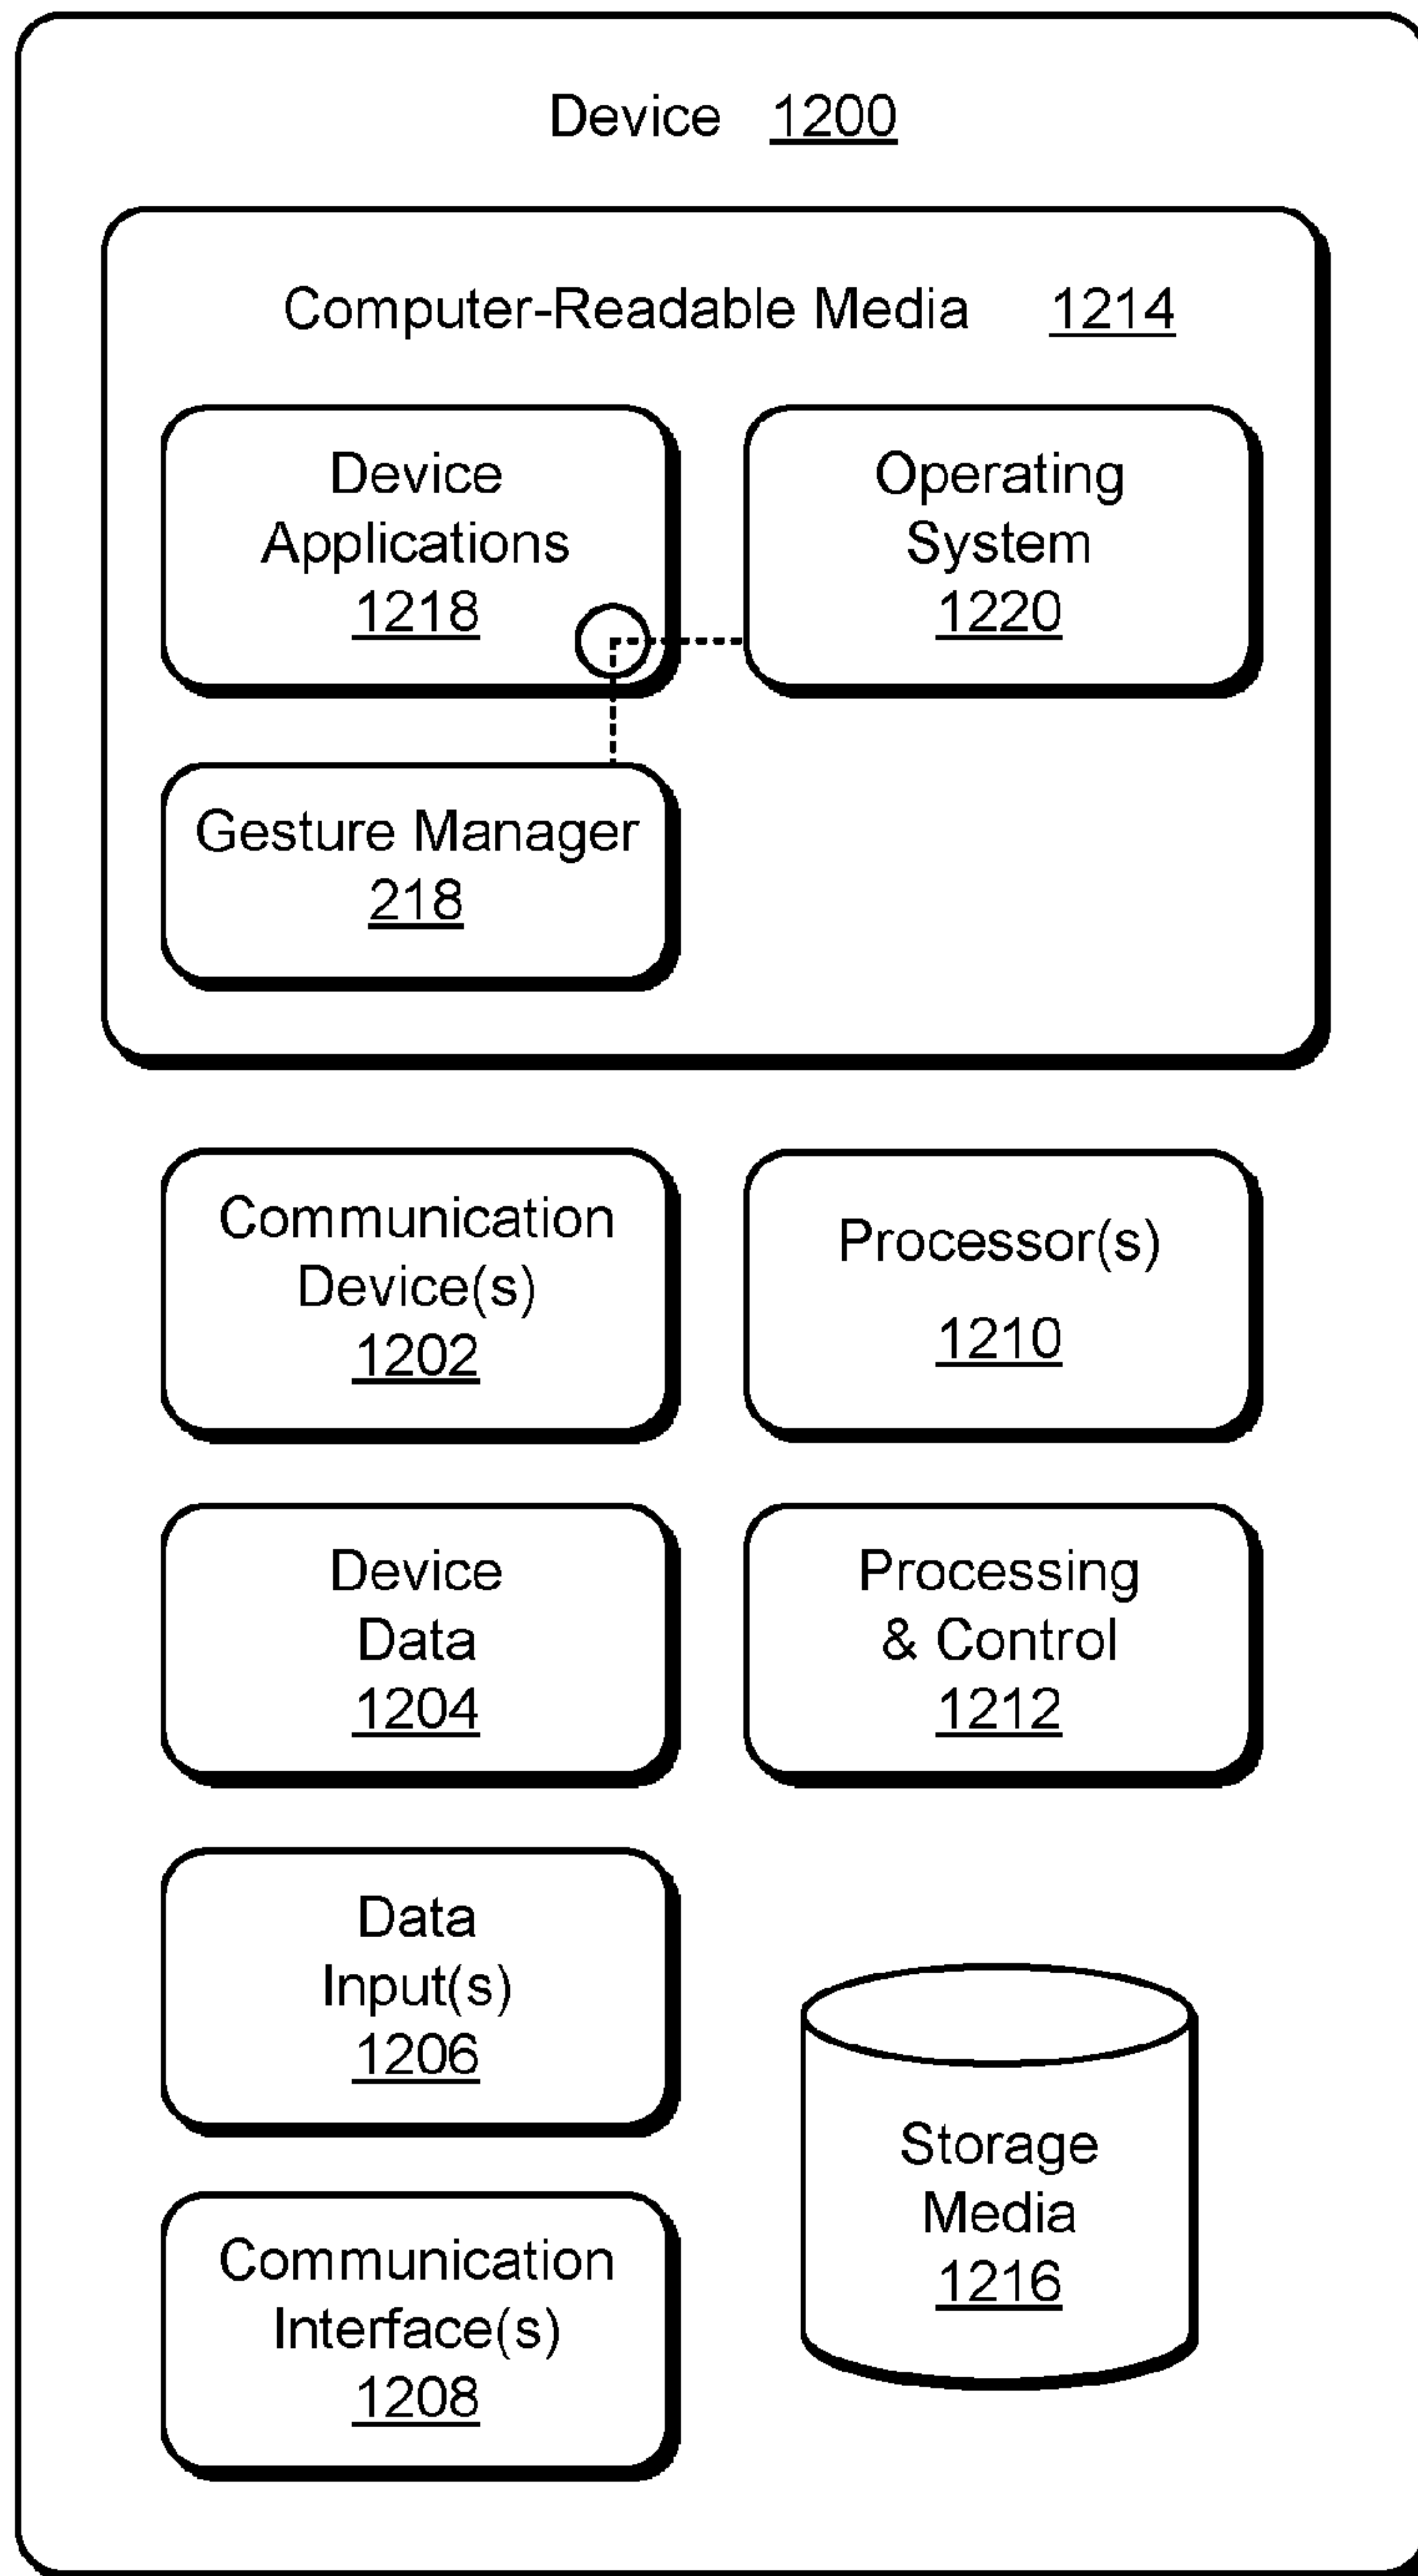 Device 1200
Computer-Readable Media 1214
Device
Applications
1218
Operating
System
1220
Gesture Manager
218
Communication
Device(s)
1202
Processor(s)
1210
Device
Data
1204
Processing
& Control
1212
Data
Input(s)
1206
Storage
Media
1216
Communication
Interface(s)
1208